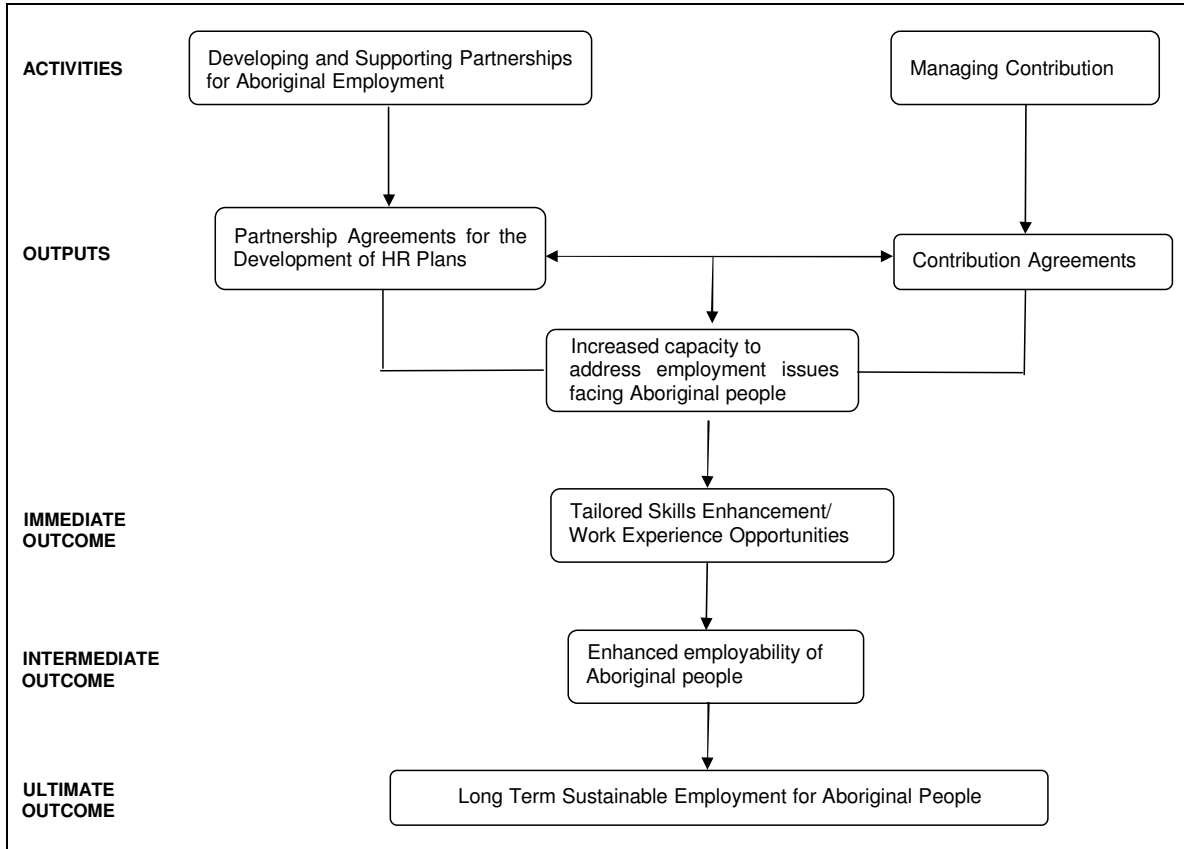 ACTIVITIES
Developing and Supporting Partnerships
for Aboriginal Employment
Managing Contribution
OUTPUTS
Partnership Agreements for the
Development of HR Plans
Contribution Agreements
Increased capacity to
address employment issues
facing Aboriginal people
IMMEDIATE
OUTCOME
Tailored Skills Enhancement/
Work Experience Opportunities
INTERMEDIATE
OUTCOME
Enhanced employability of
Aboriginal people
ULTIMATE
OUTCOME
Long Term Sustainable Employment for Aboriginal People